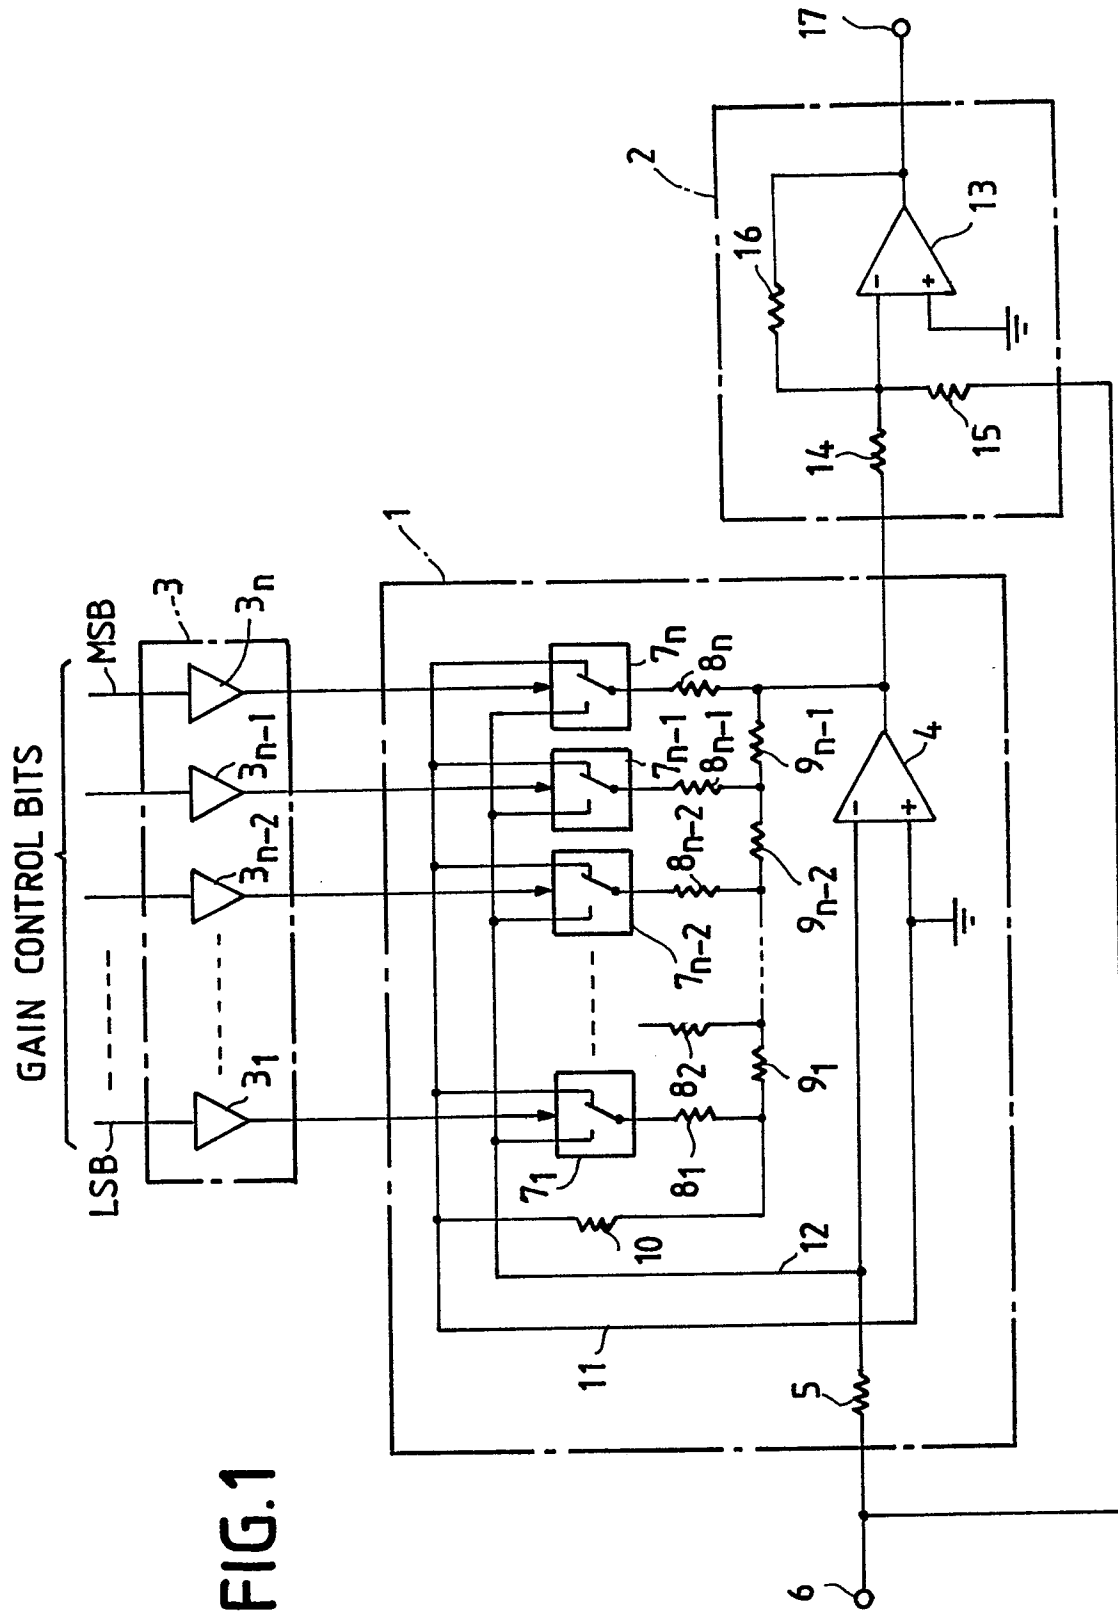 FIG.1
GAIN CONTROL BITS
LSB
MSB
3
3₁
3n-2
3n-1
3n
1
7₁
7n-2
7n-1
7n
8₁
8₂
8n-2
8n-1
8n
9₁
9n-2
9n-1
10
11
12
5
6
-
+
4
2
14
15
16
-
+
13
17